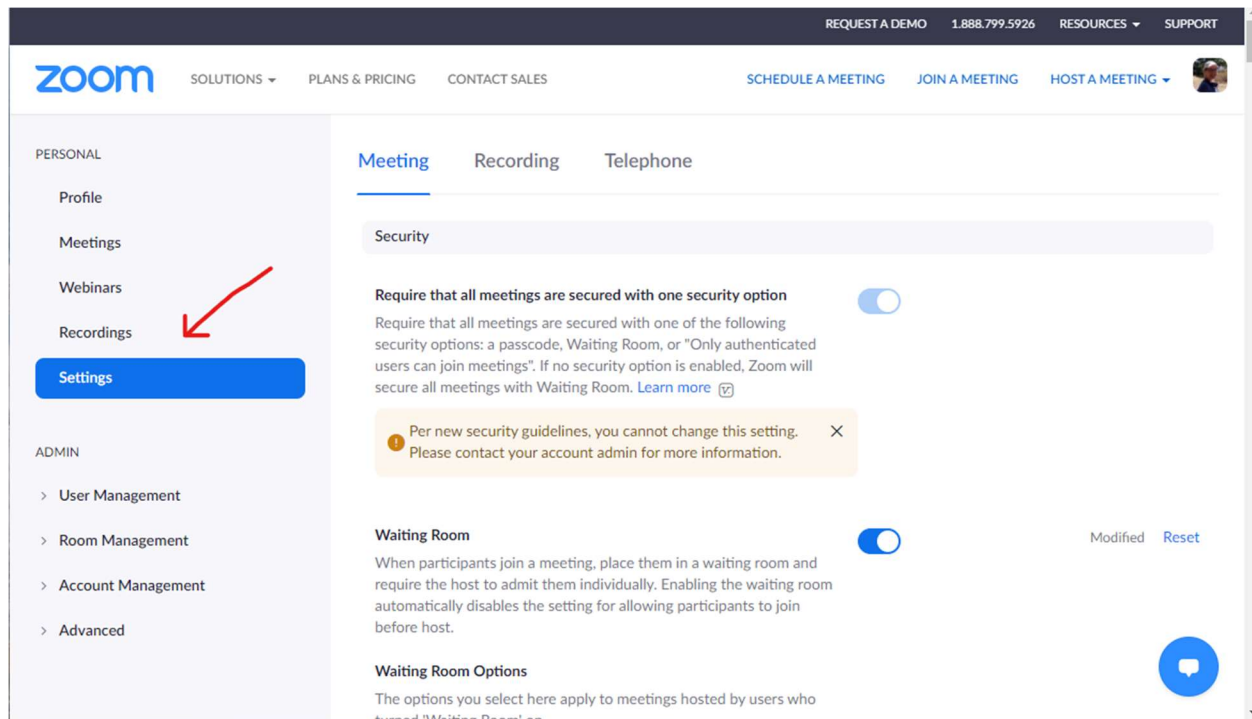 REQUEST A DEMO 1.888.799.5926 RESOURCES SUPPORT
zoom SOLUTIONS PLANS & PRICING CONTACT SALES SCHEDULE A MEETING JOIN A MEETING HOST A MEETING
PERSONAL
Profile
Meetings
Webinars
Recordings
Settings
ADMIN
User Management
Room Management
Account Management
Advanced
Meeting Recording Telephone
Security
Require that all meetings are secured with one security option
Require that all meetings are secured with one of the following
security options: a passcode, Waiting Room, or "Only authenticated
users can join meetings". If no security option is enabled, Zoom will
secure all meetings with Waiting Room. Learn more
Per new security guidelines, you cannot change this setting.
Please contact your account admin for more information.
Waiting Room Modified Reset
When participants join a meeting, place them in a waiting room and
require the host to admit them individually. Enabling the waiting room
automatically disables the setting for allowing participants to join
before host.
Waiting Room Options
The options you select here apply to meetings hosted by users who
turned 'Waiting Room' on